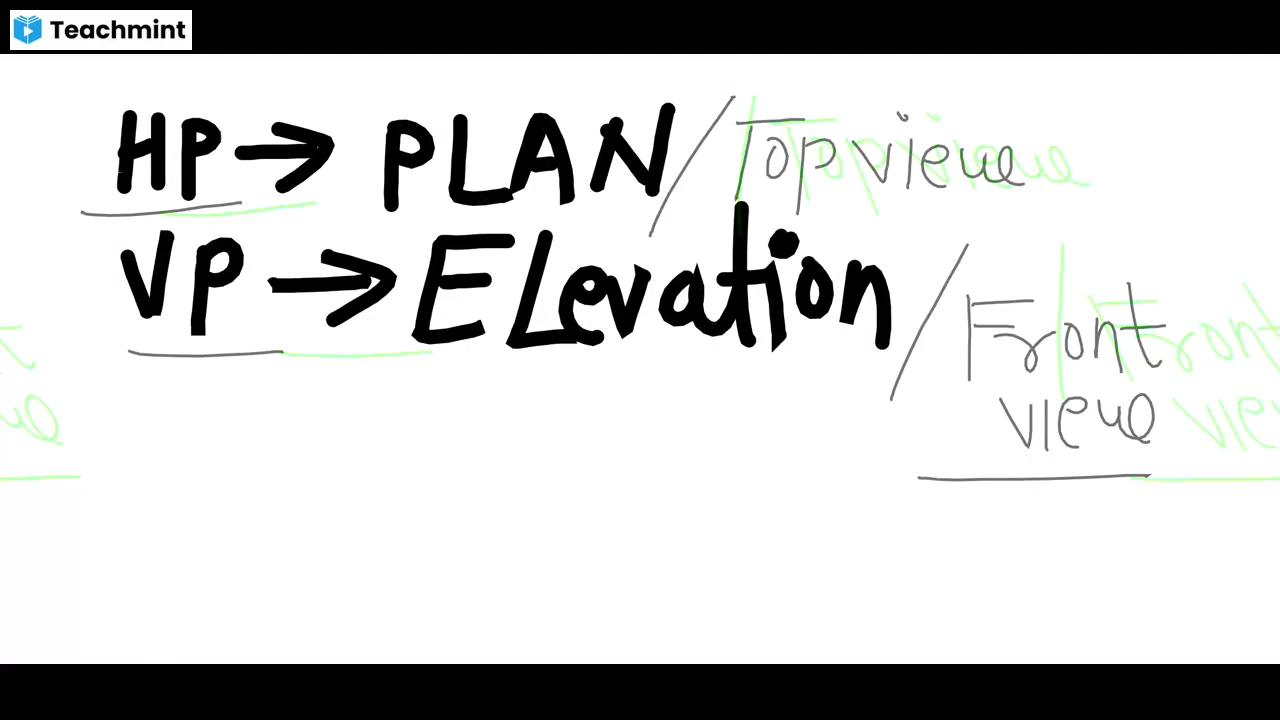 Teachmint
HP → PLAN / Top view
VP → ELevation / Front
view